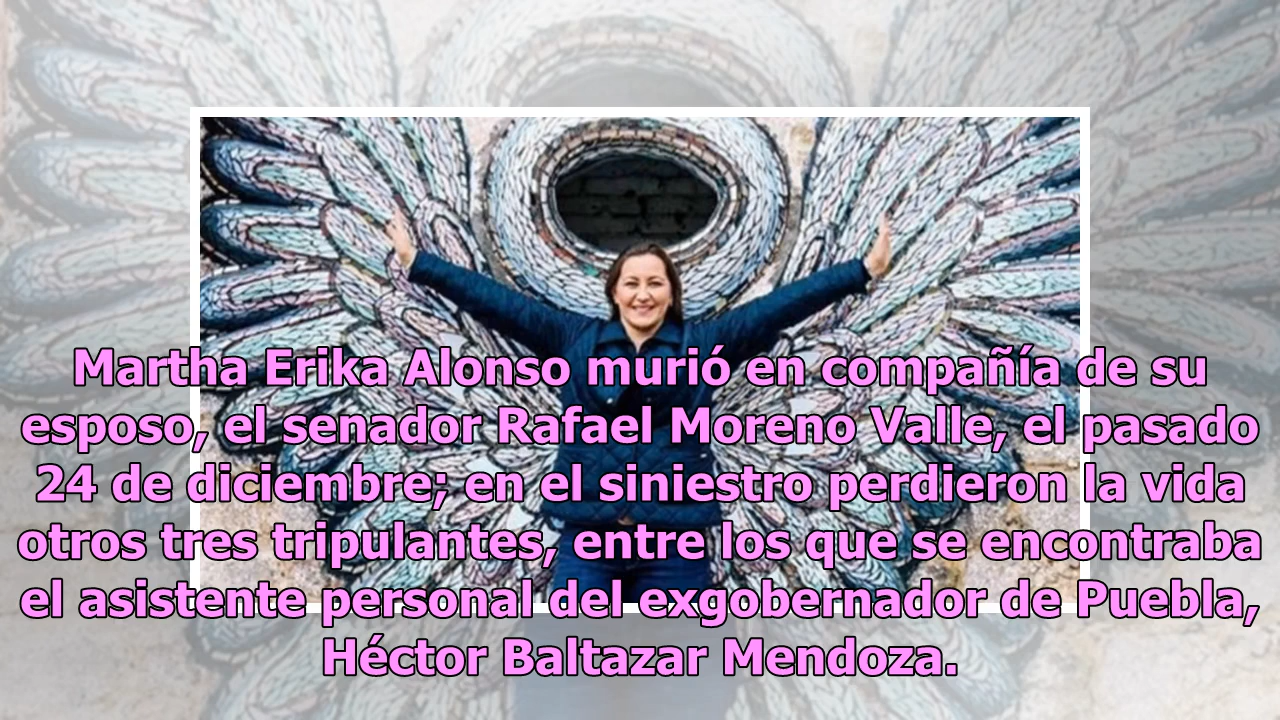 Martha Erika Alonso murió en compañía de su
esposo, el senador Rafael Moreno Valle, el pasado
24 de diciembre; en el siniestro perdieron la vida
otros tres tripulantes, entre los que se encontraba
el asistente personal del exgobernador de Puebla,
Héctor Baltazar Mendoza.